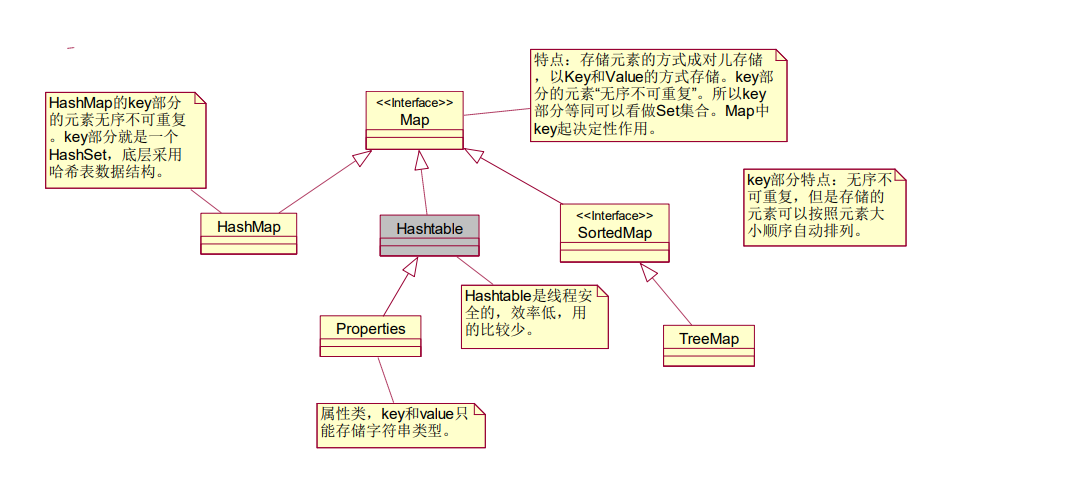 特点：存储元素的方式成对儿存储
，以Key和Value的方式存储。key部
分的元素“无序不可重复”。所以key
部分等同可以看做Set集合。Map中
key起决定性作用。
HashMap的key部分
的元素无序不可重复
。key部分就是一个
HashSet，底层采用
哈希表数据结构。
<<Interface>>
Map
key部分特点：无序不
可重复，但是存储的
元素可以按照元素大
小顺序自动排列。
HashMap
Hashtable
<<Interface>>
SortedMap
Hashtable是线程安
全的，效率低，用
的比较少。
Properties
TreeMap
属性类，key和value只
能存储字符串类型。